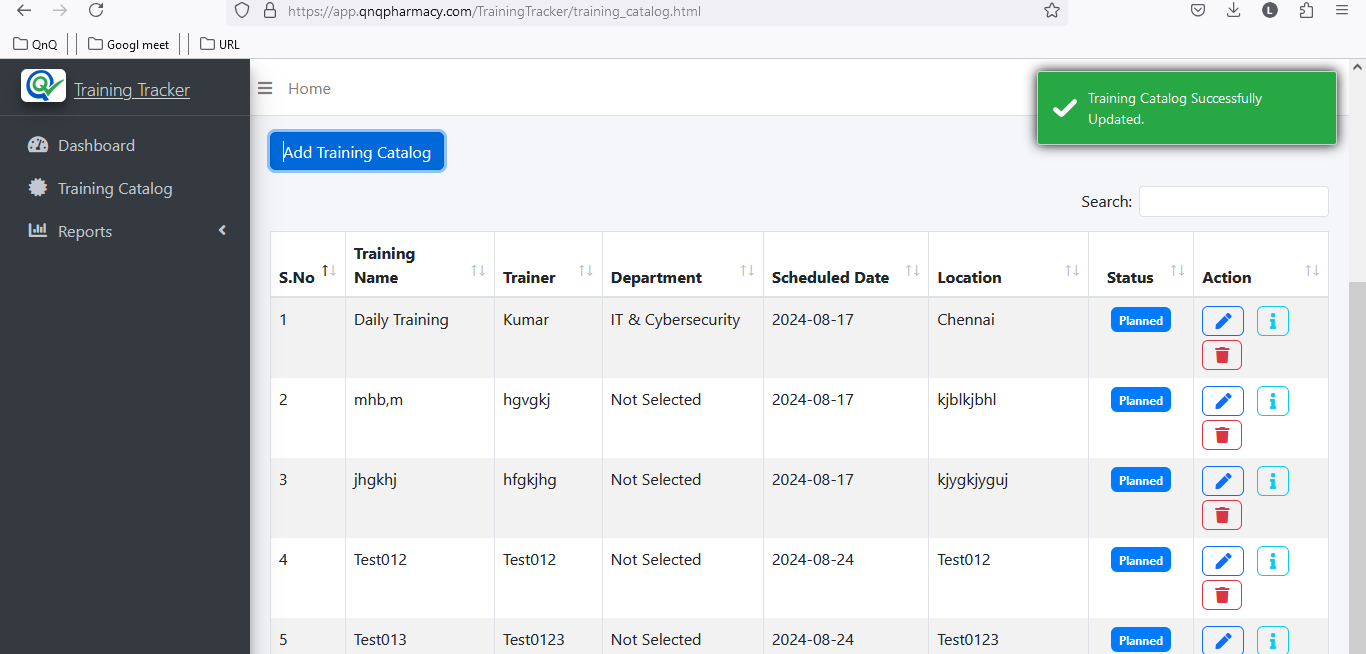 https://app.qnqpharmacy.com/TrainingTracker/training_catalog.html
L
QnQ Googl meet URL
Training Tracker
Home
Training Catalog Successfully
Updated.
Dashboard
Training Catalog
Reports
Add Training Catalog
Search:
S.No Training Name Trainer Department Scheduled Date Location Status Action
1 Daily Training Kumar IT & Cybersecurity 2024-08-17 Chennai Planned
2 mhb,m hgvgkj Not Selected 2024-08-17 kjblkjbhl Planned
3 jhgkhj hfgkjhg Not Selected 2024-08-17 kjygkjyguj Planned
4 Test012 Test012 Not Selected 2024-08-24 Test012 Planned
5 Test013 Test0123 Not Selected 2024-08-24 Test0123 Planned